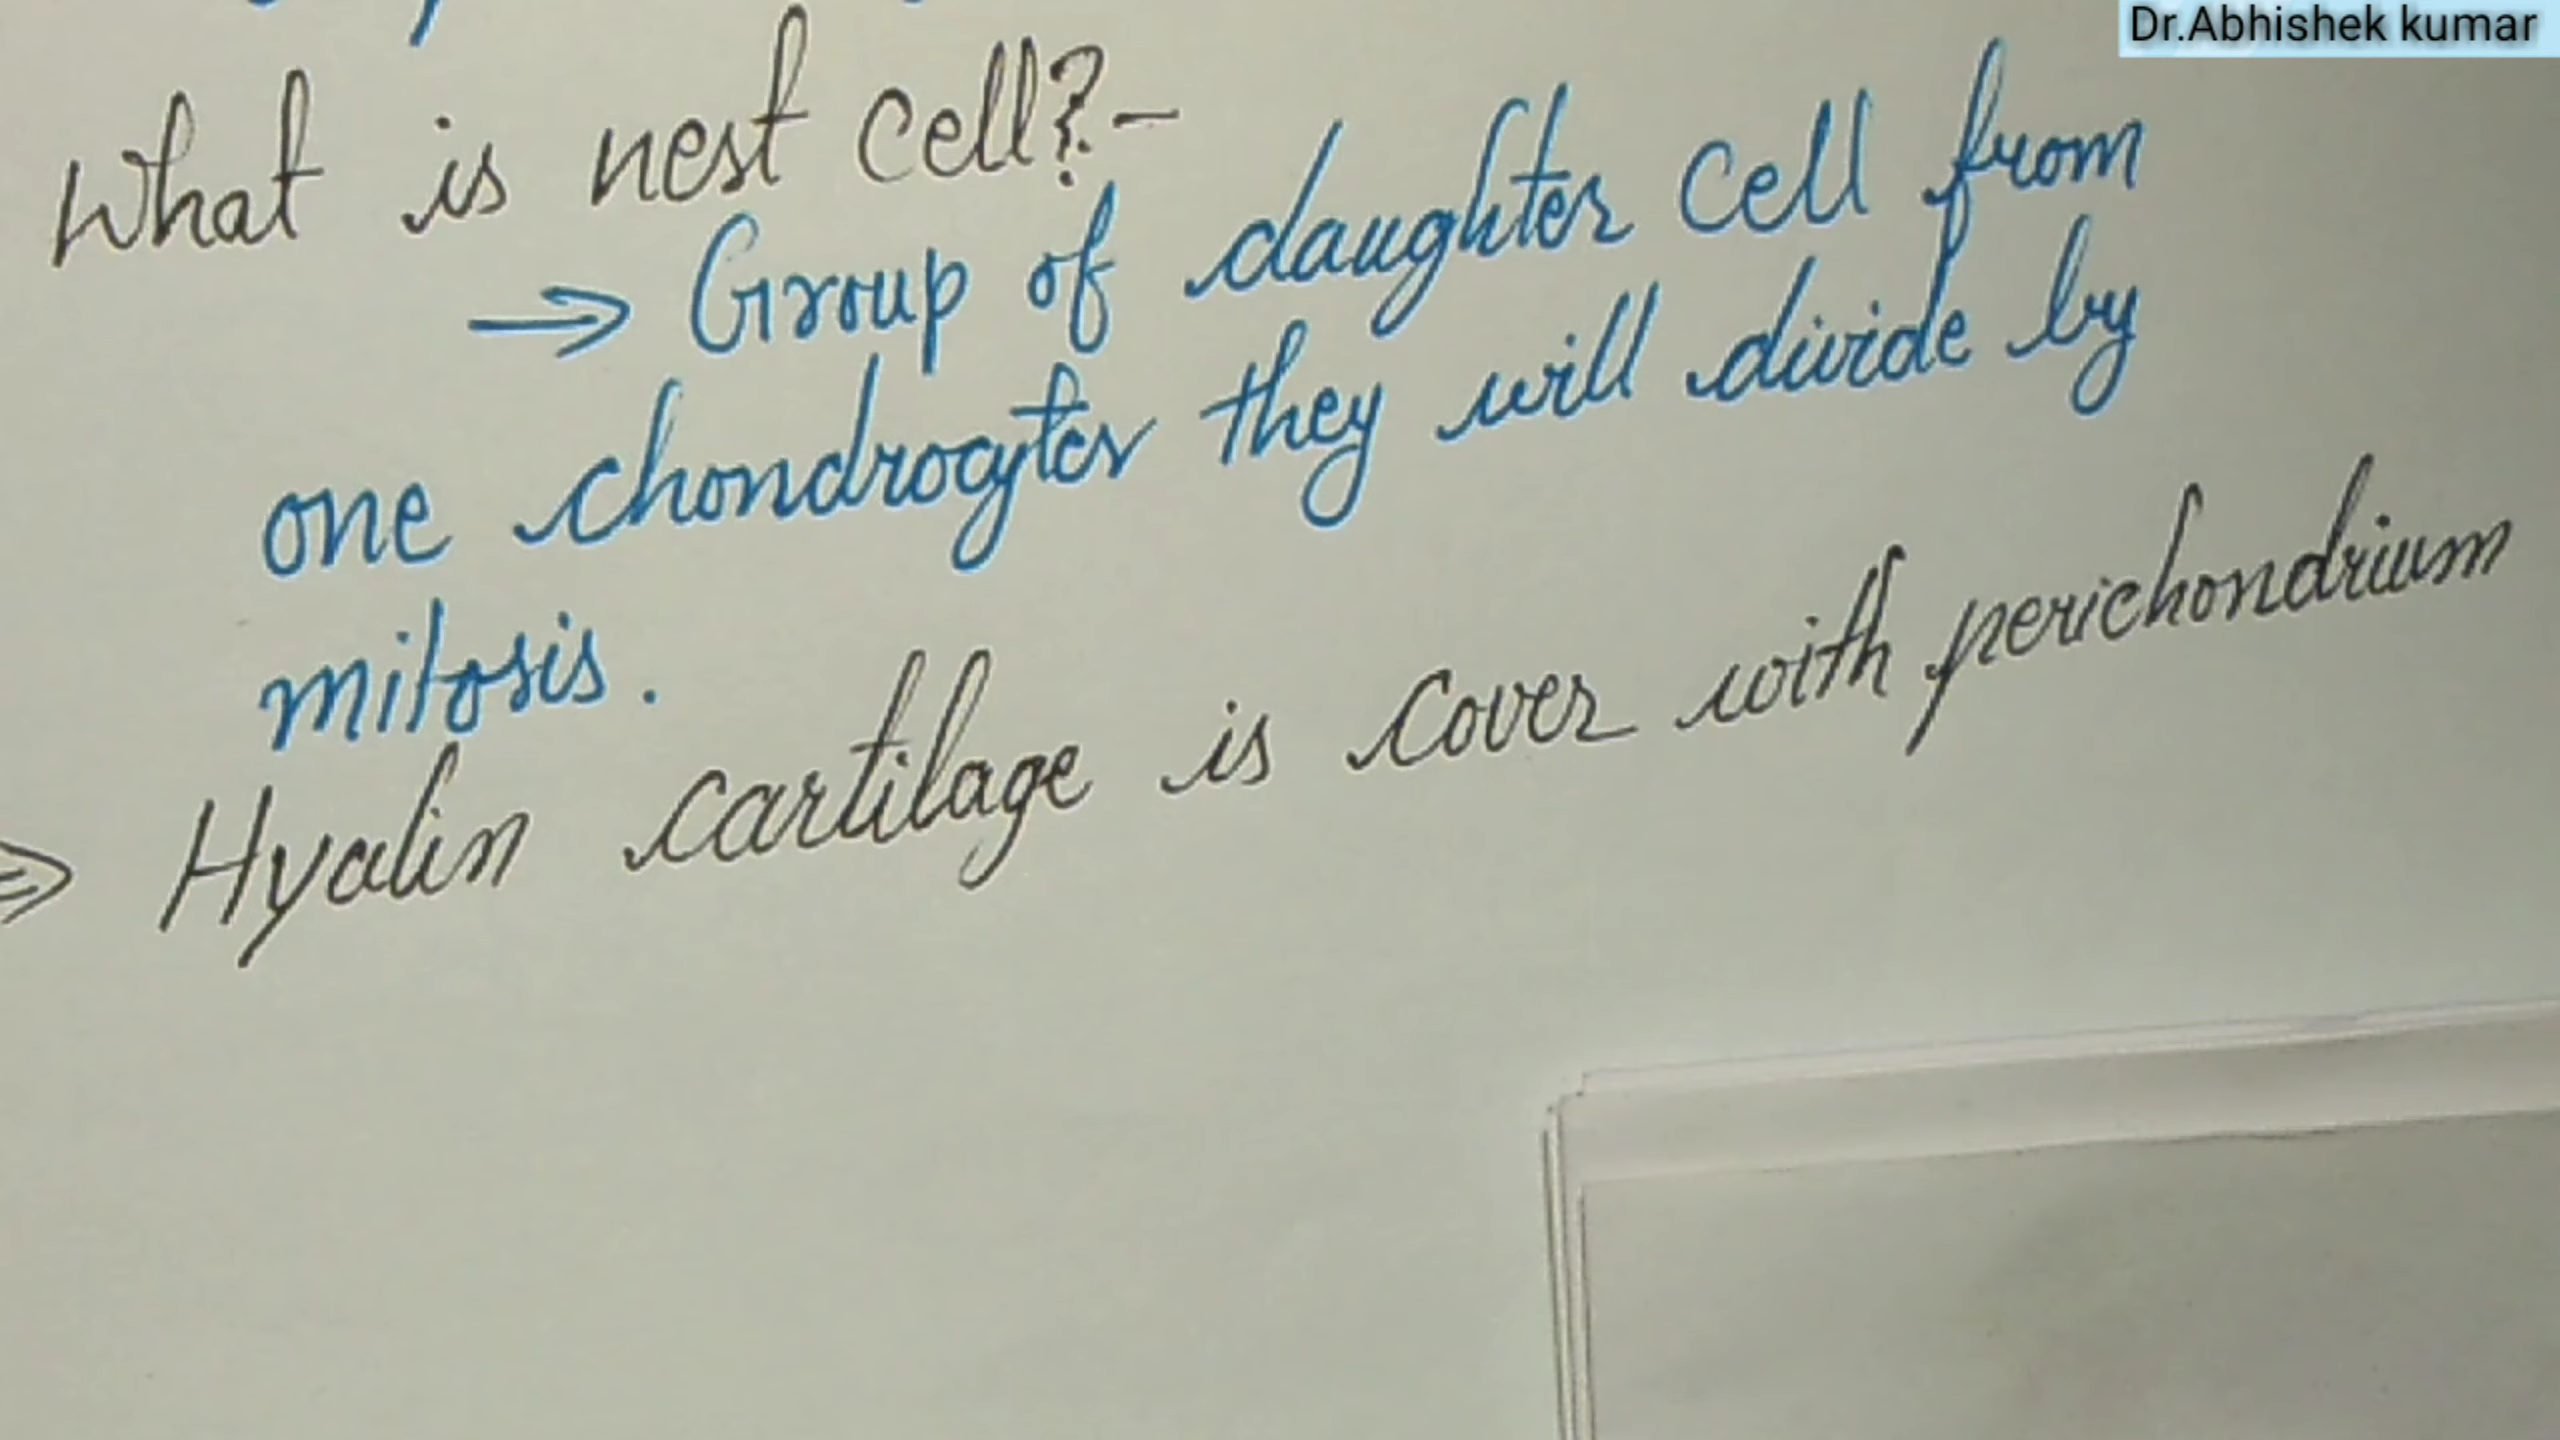 Dr.Abhishek kumar
What is nest cell?-
⇒ Group of daughter cell from
one chondrocytes they will divide by
mitosis.
⇒ Hyalin cartilage is cover with perichondrium